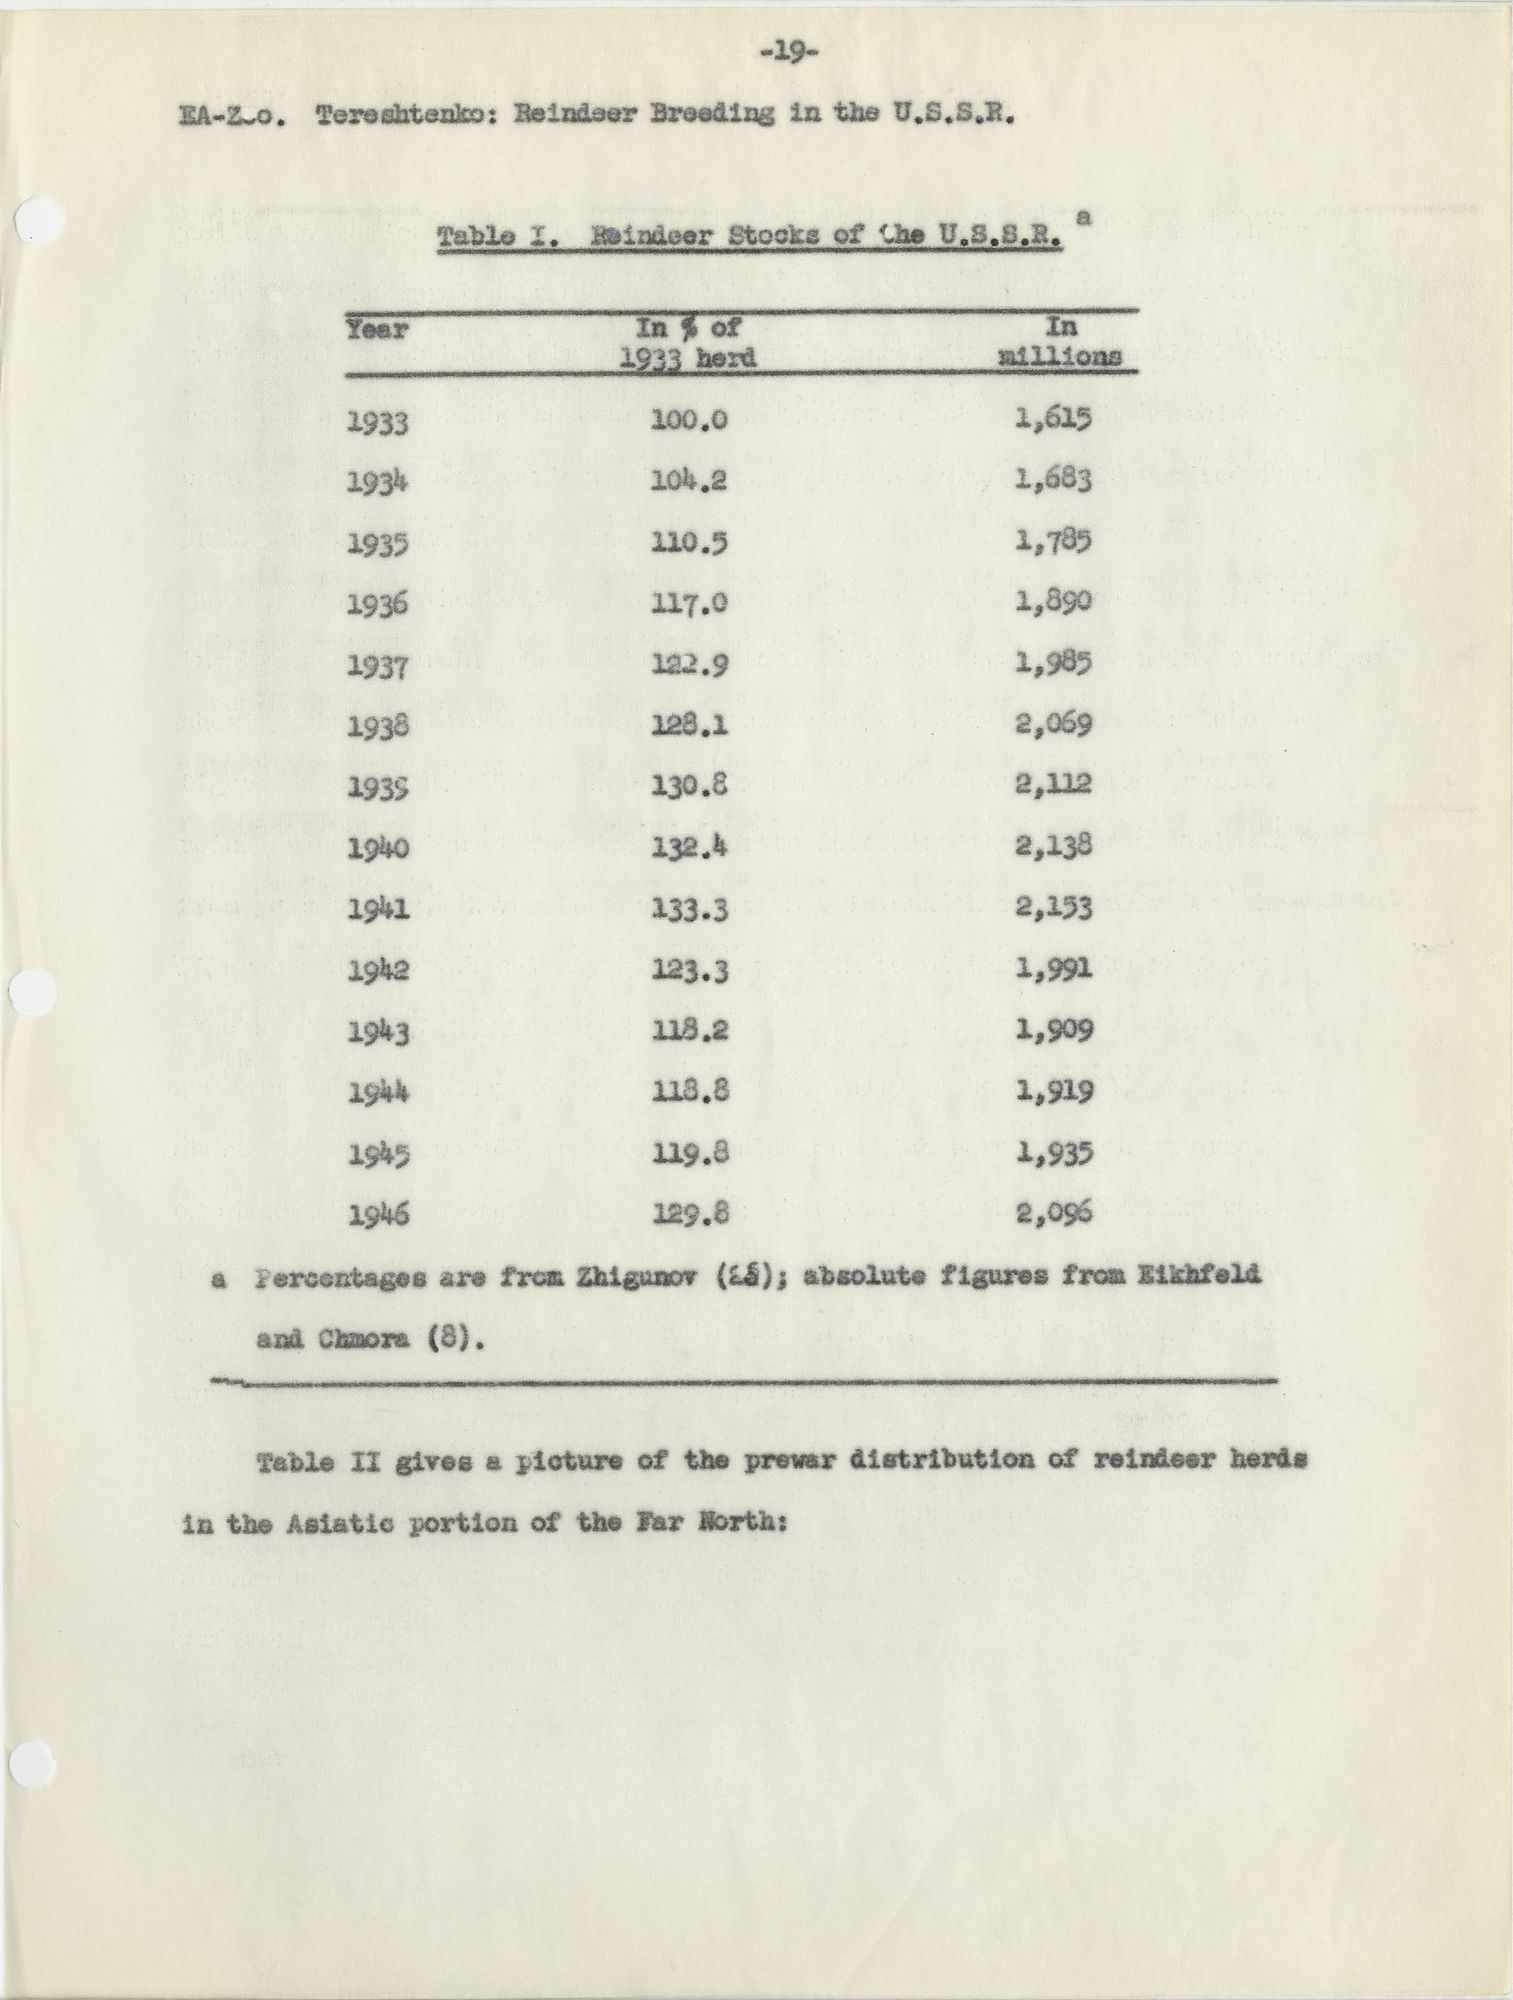 -19-
EA-Zoo. Tereshtenko: Reindeer Breeding in the U.S.S.R.
Table I. Reindeer Stocks of the U.S.S.R. a
Year In % of In
1933 herd millions
1933 100.0 1,615
1934 104.2 1,683
1935 110.5 1,785
1936 117.0 1,890
1937 122.9 1,985
1938 128.1 2,069
1939 130.8 2,112
1940 132.4 2,138
1941 133.3 2,153
1942 123.3 1,991
1943 118.2 1,909
1944 118.8 1,919
1945 119.8 1,935
1946 129.8 2,096
a Percentages are from Zhigunov absolute figures from Eikhfeld
and Chmora (8).
Table II gives a picture of the prewar distribution of reindeer herds
in the Asiatic portion of the Far North: